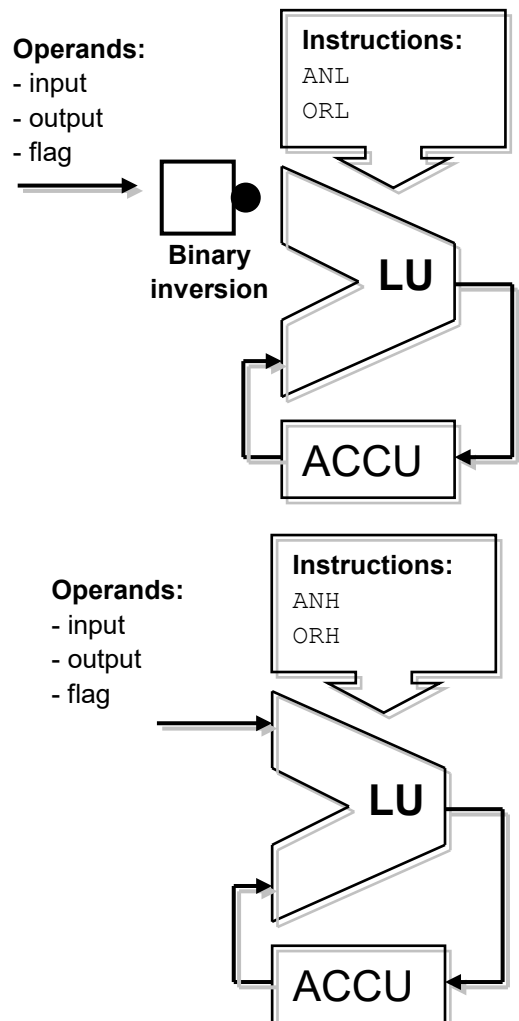 Operands:
- input
- output
- flag
Instructions:
ANL
ORL
Binary
inversion
LU
ACCU
Operands:
- input
- output
- flag
Instructions:
ANH
ORH
LU
ACCU